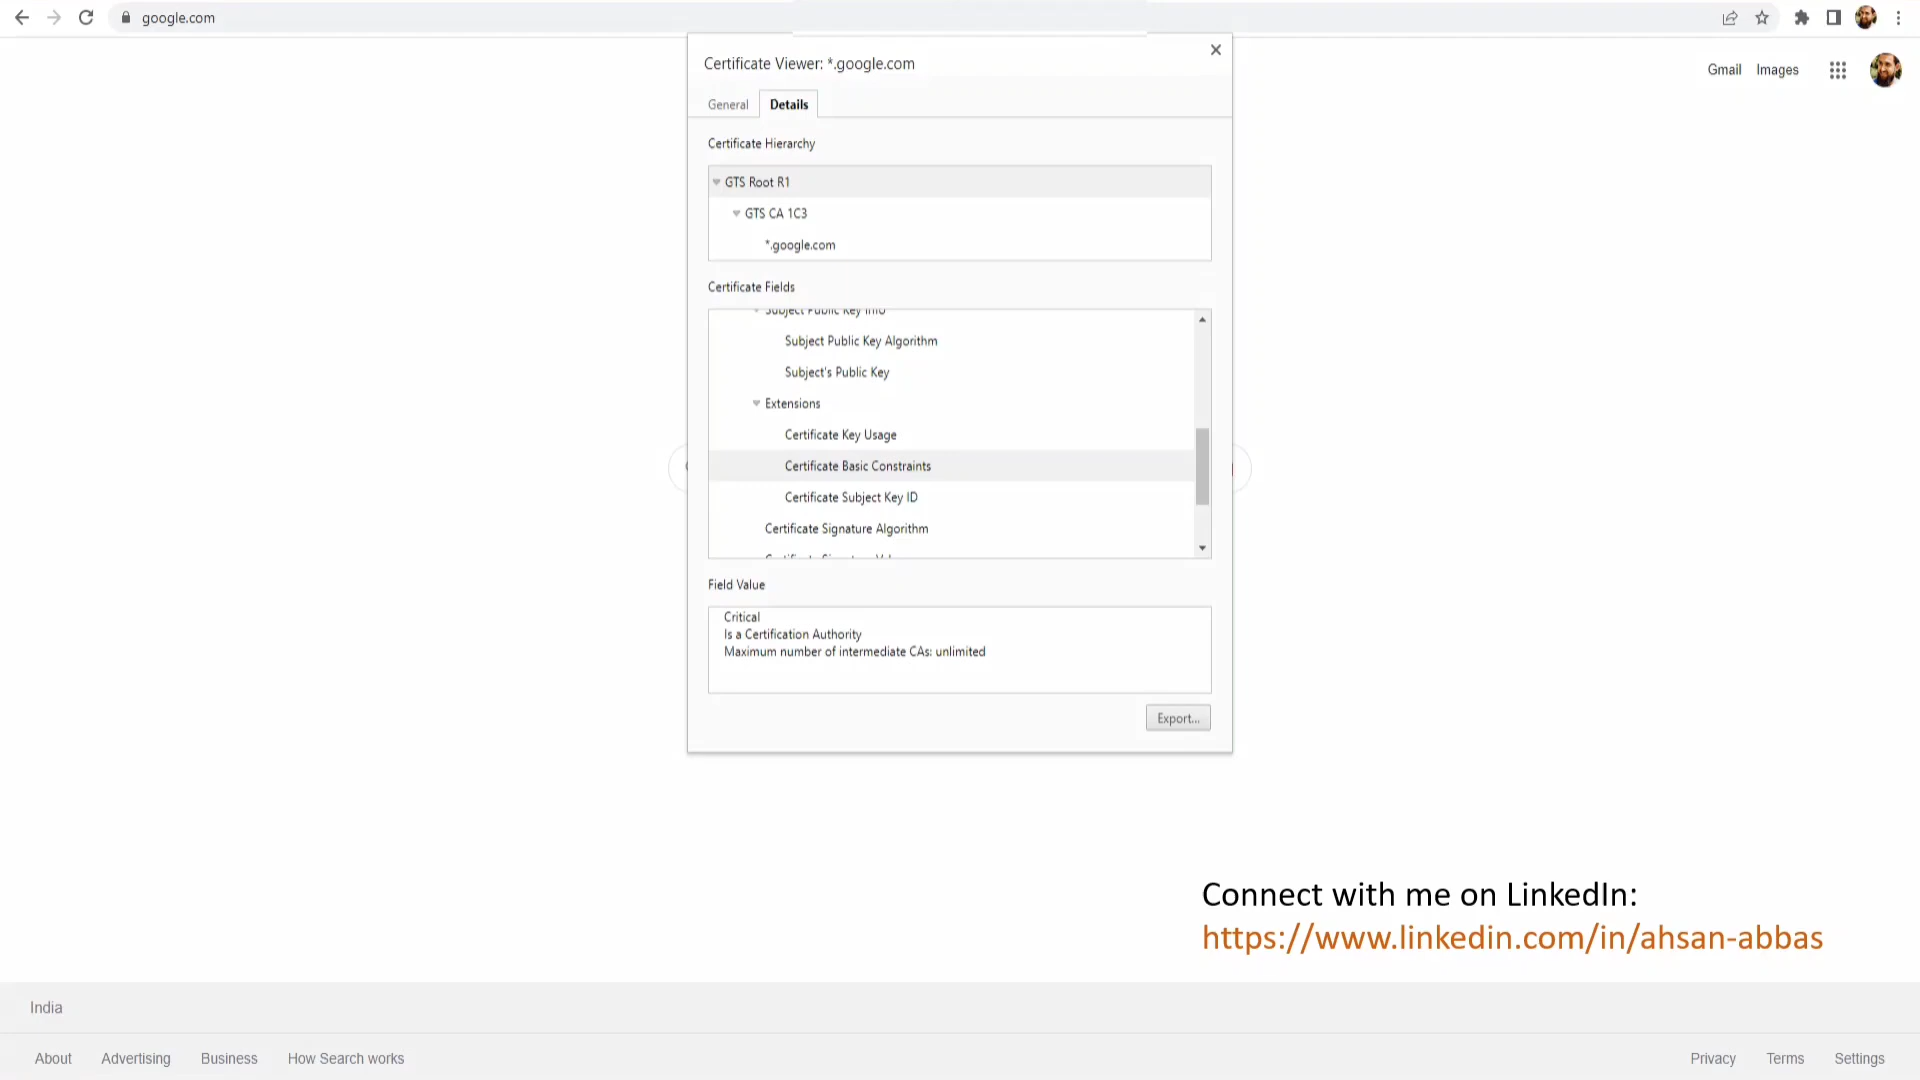 google.com
Certificate Viewer: *.google.com
Gmail Images
General Details
Certificate Hierarchy
GTS Root R1
GTS CA 1C3
*.google.com
Certificate Fields
Subject Public Key Info
Subject Public Key Algorithm
Subject's Public Key
Extensions
Certificate Key Usage
Certificate Basic Constraints
Certificate Subject Key ID
Certificate Signature Algorithm
Field Value
Critical
Is a Certification Authority
Maximum number of intermediate CAs: unlimited
Export...
Connect with me on LinkedIn:
https://www.linkedin.com/in/ahsan-abbas
India
About Advertising Business How Search works Privacy Terms Settings